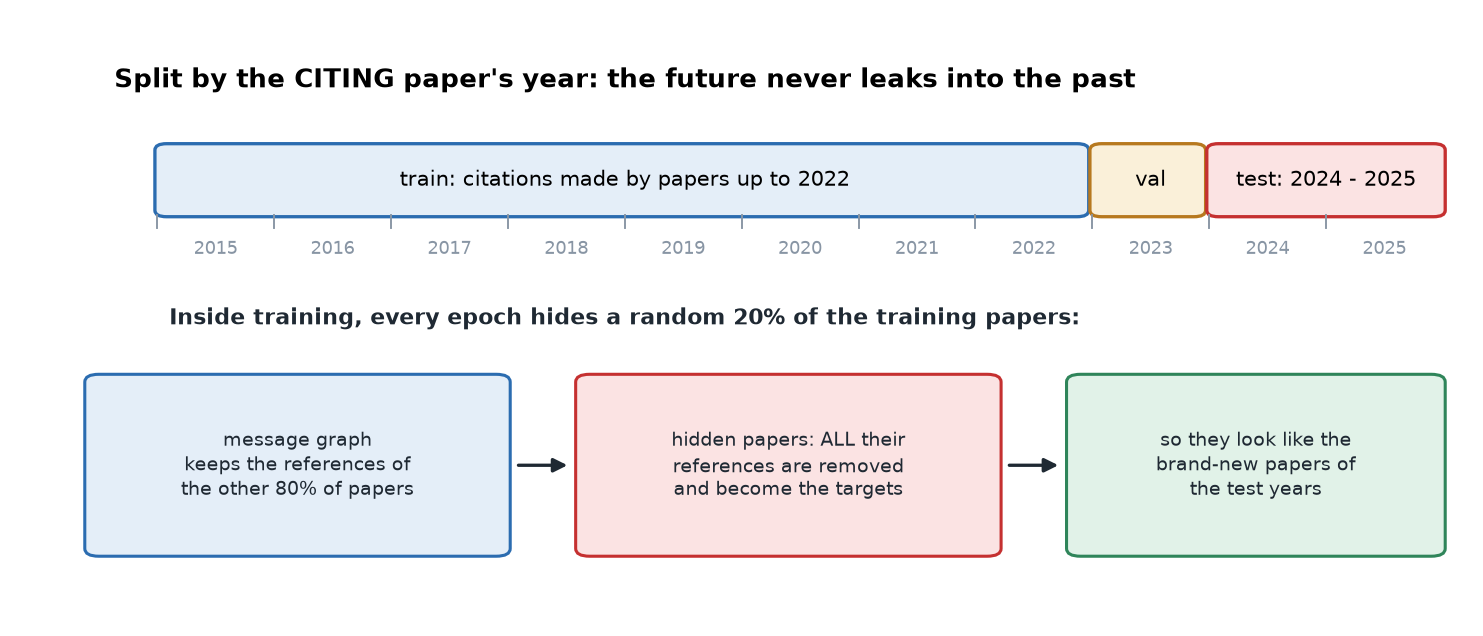 Split by the CITING paper's year: the future never leaks into the past
train: citations made by papers up to 2022
val
test: 2024 - 2025
2015
2016
2017
2018
2019
2020
2021
2022
2023
2024
2025
Inside training, every epoch hides a random 20% of the training papers:
message graph
keeps the references of
the other 80% of papers
hidden papers: ALL their
references are removed
and become the targets
so they look like the
brand-new papers of
the test years